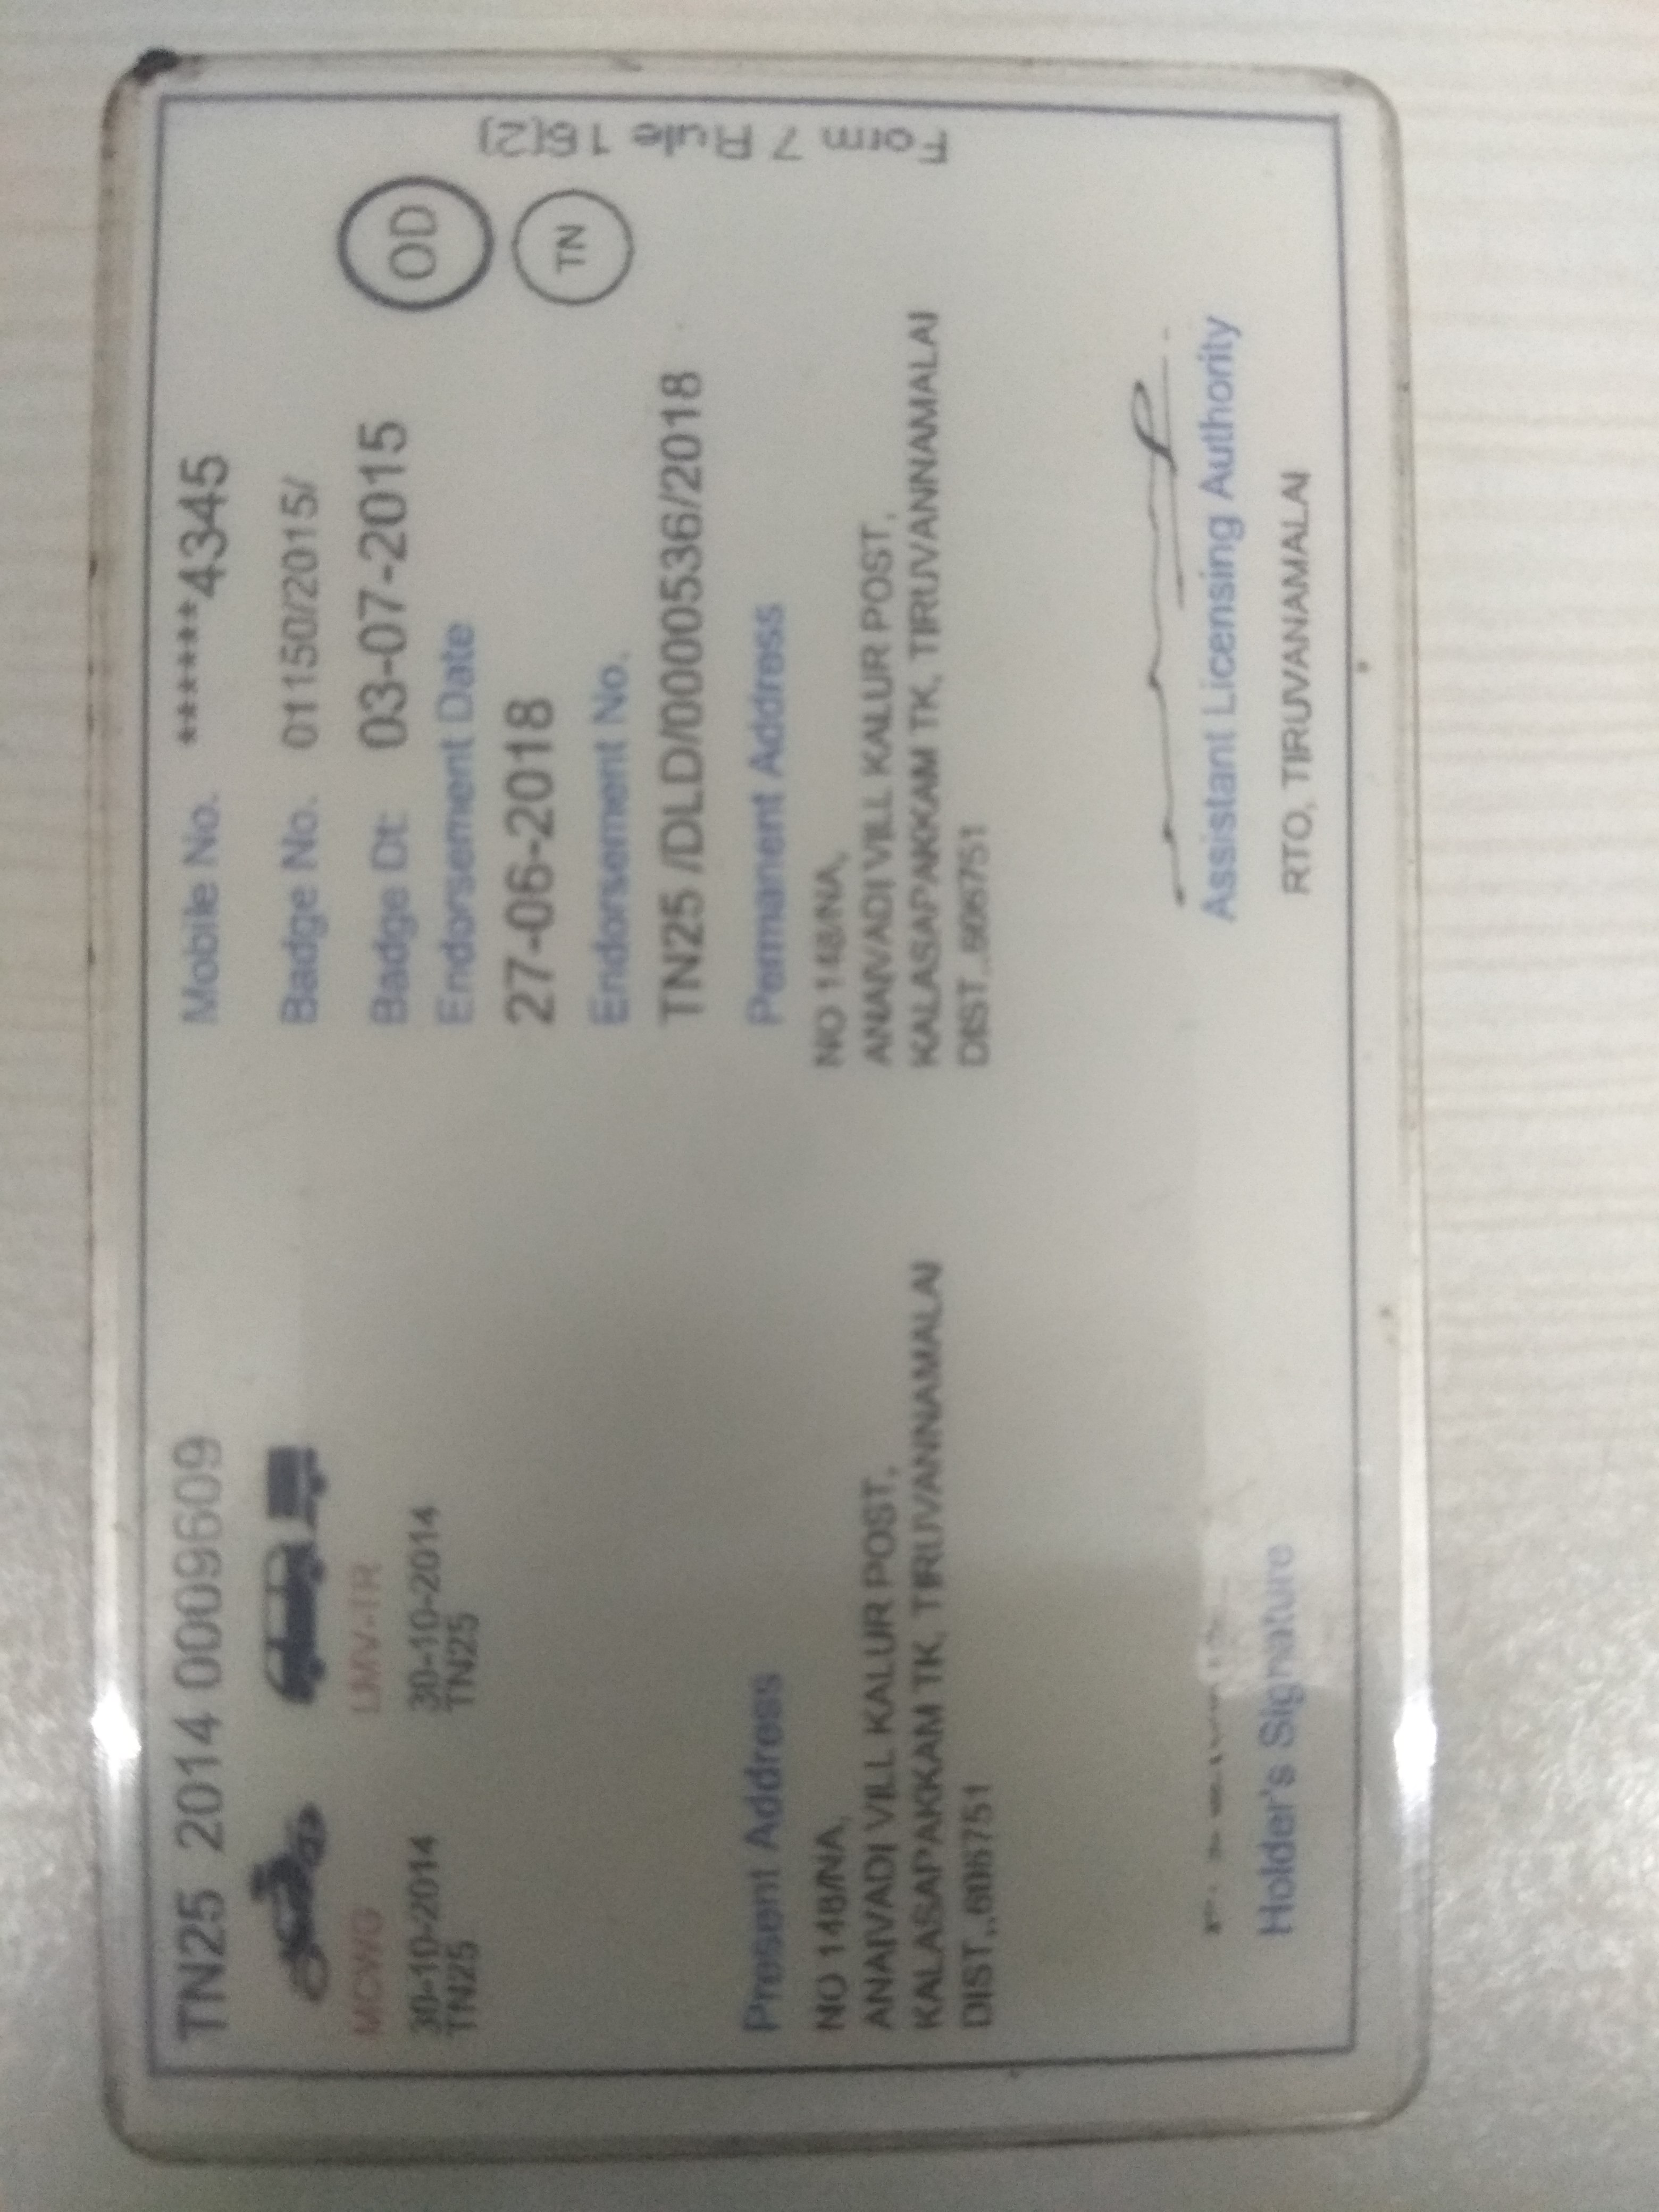 TN25 2014 0009609
MCWG
30-10-2014
TN25
LMV-TR
30-10-2014
TN25
Mobile No. ******4345
Badge No. 01150/2015/
Badge Dt: 03-07-2015
Endorsement Date
27-06-2018
Endorsement No.
TN25 /DLD/0000536/2018
OD
TN
Form 7 Rule 16(2)
Present Address
NO 148/NA,
ANAIVADI VILL KALUR POST,
KALASAPAKKAM TK, TIRUVANNAMALAI
DIST.,606751
Permanent Address
NO 148/NA,
ANAIVADI VILL KALUR POST,
KALASAPAKKAM TK, TIRUVANNAMALAI
DIST.,606751
Holder's Signature
Assistant Licensing Authority
RTO, TIRUVANAMALAI